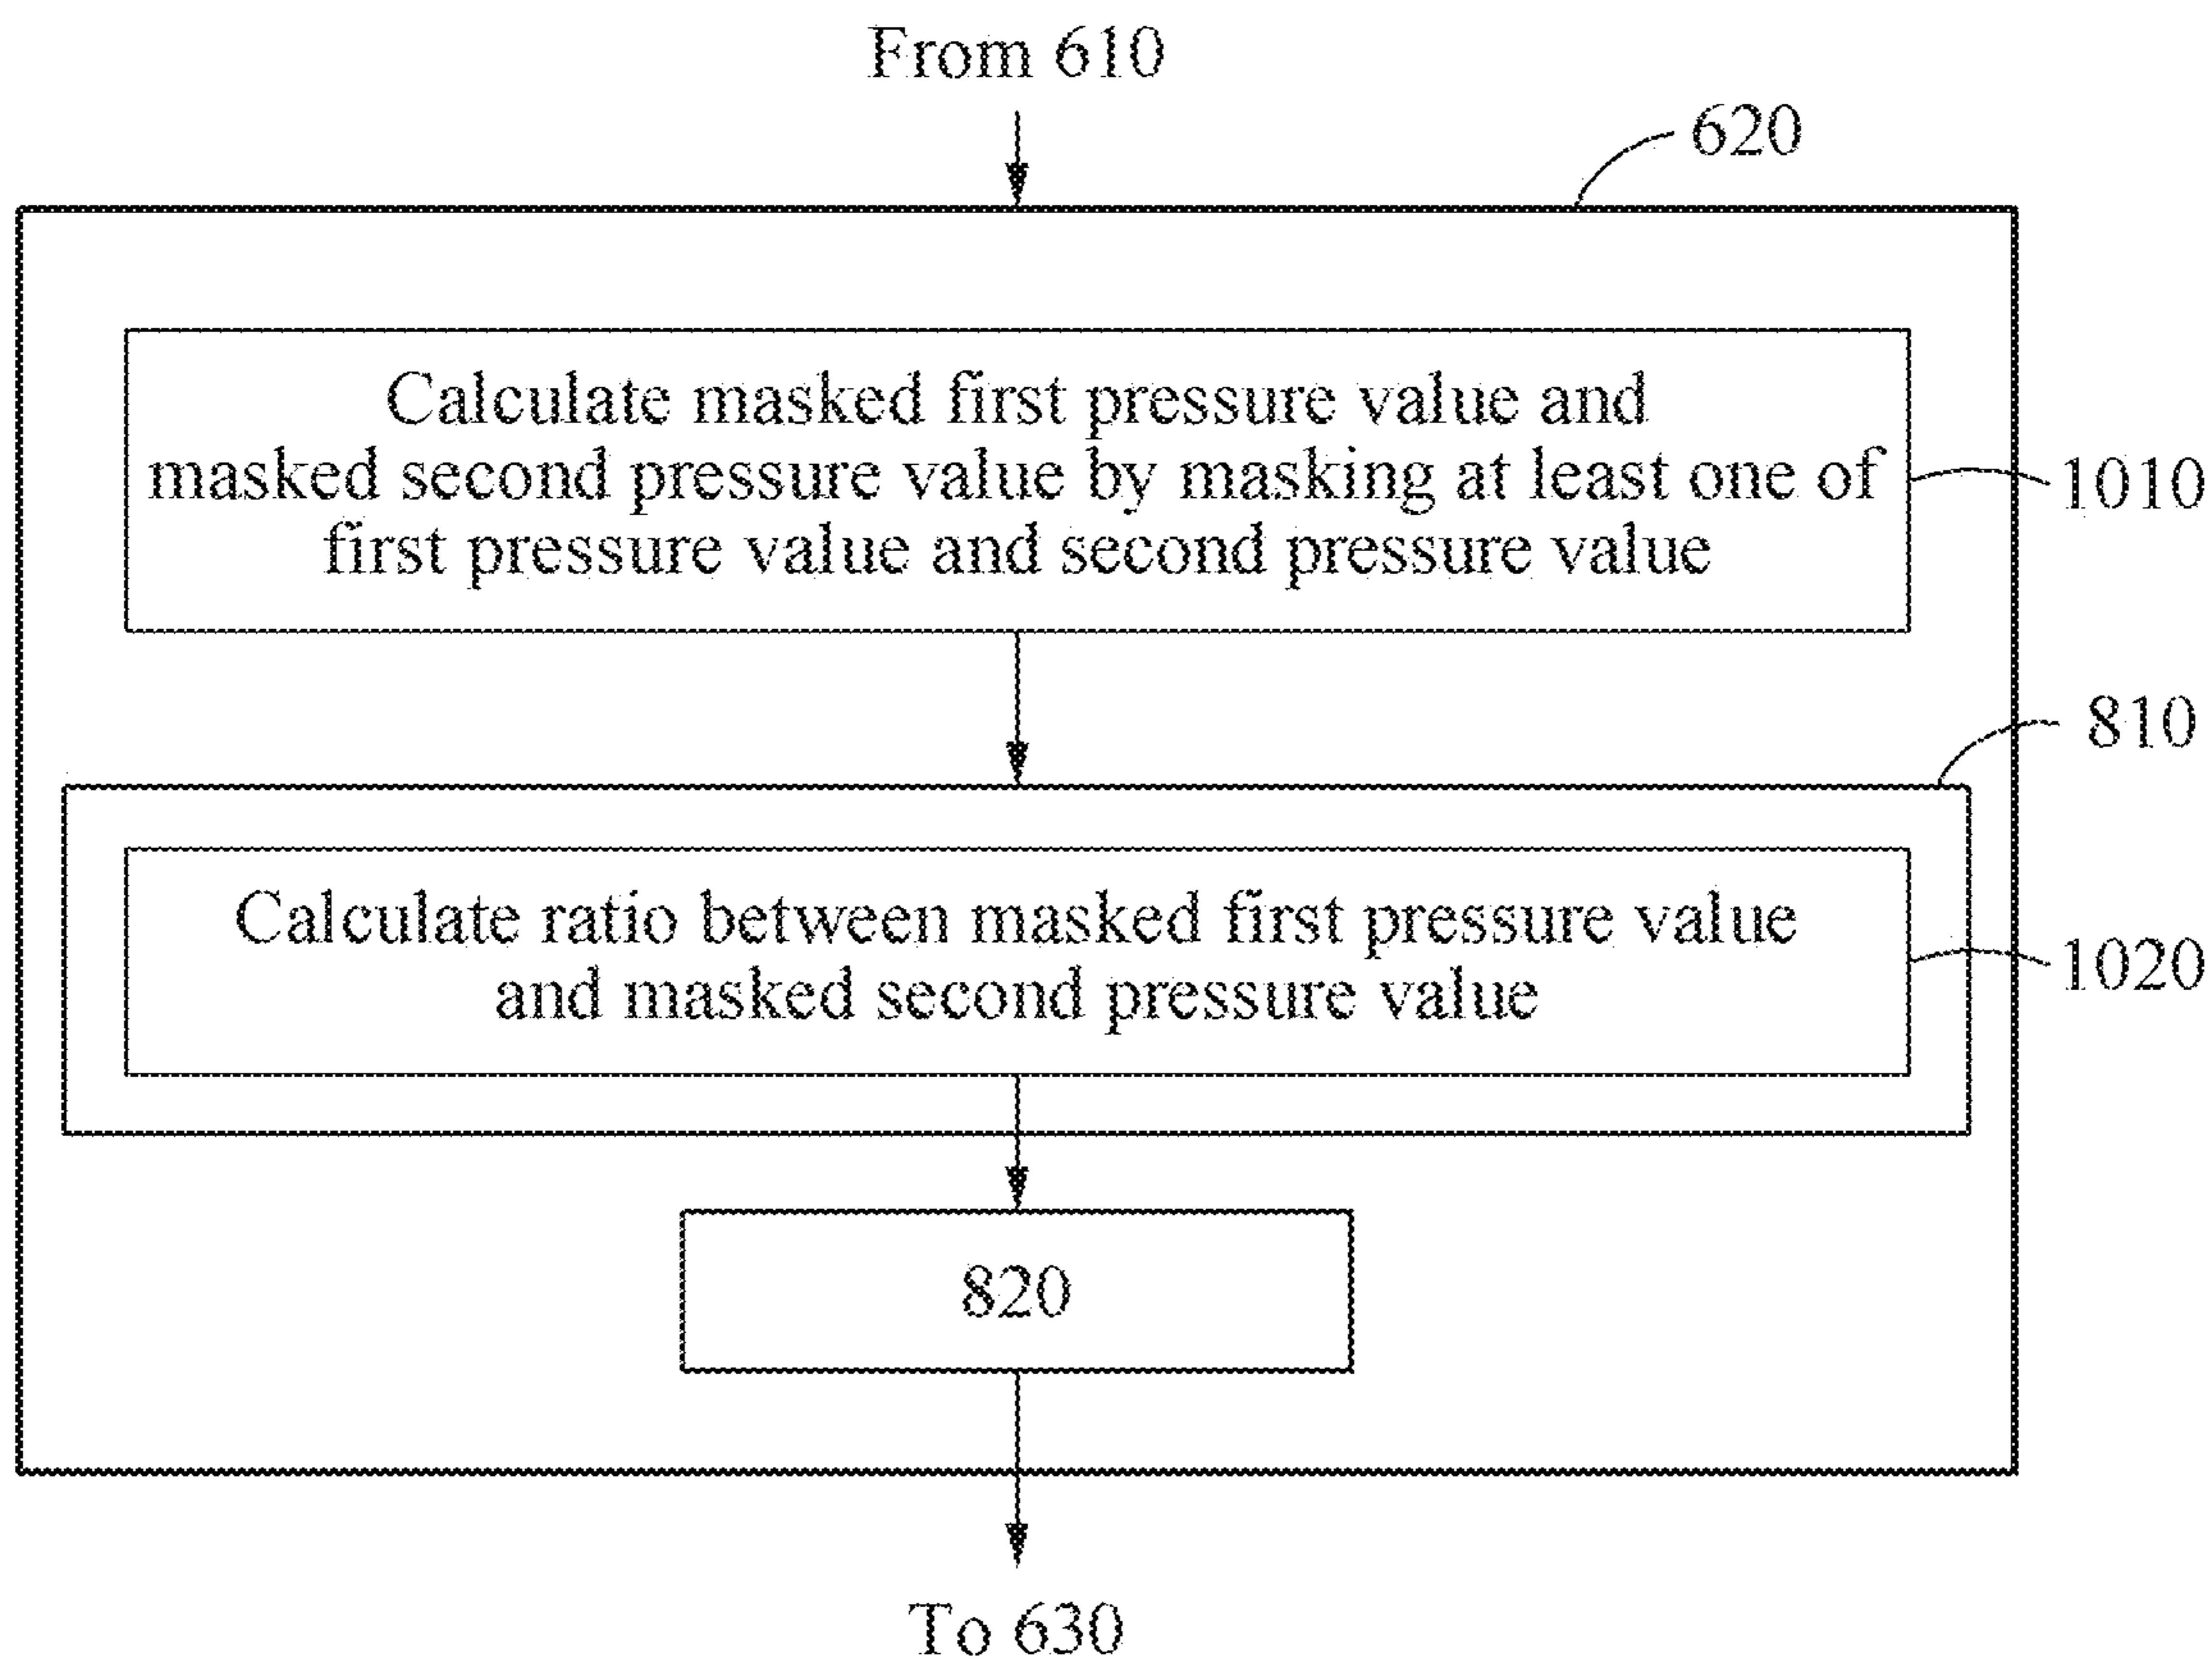 From 610
620
Calculate masked first pressure value and
masked second pressure value by masking at least one of
first pressure value and second pressure value
1010
810
Calculate ratio between masked first pressure value
and masked second pressure value
1020
820
To 630